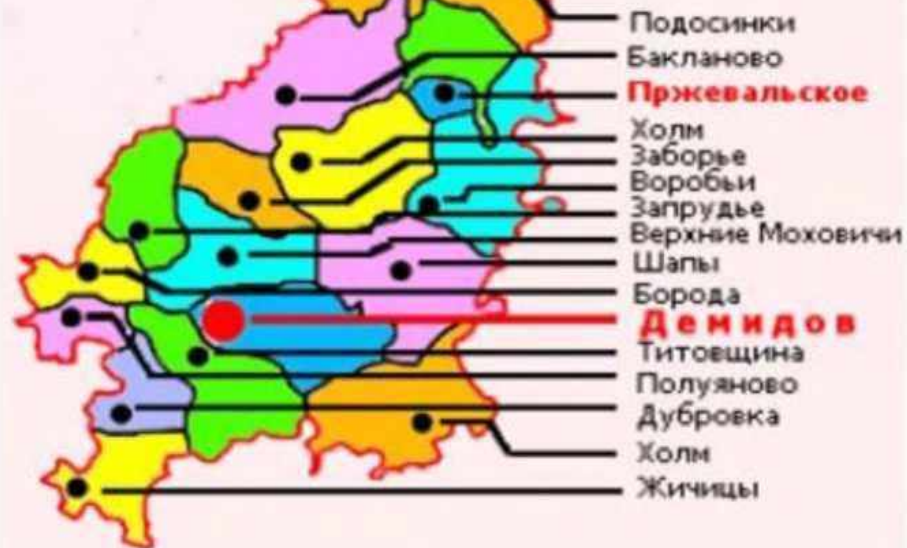 Подосинки
Бакланово
Пржевальское
Холм
Заборье
Воробьи
Запрудье
Верхние Моховичи
Шапы
Борода
Демидов
Титовщина
Полуяново
Дубровка
Холм
Жичицы